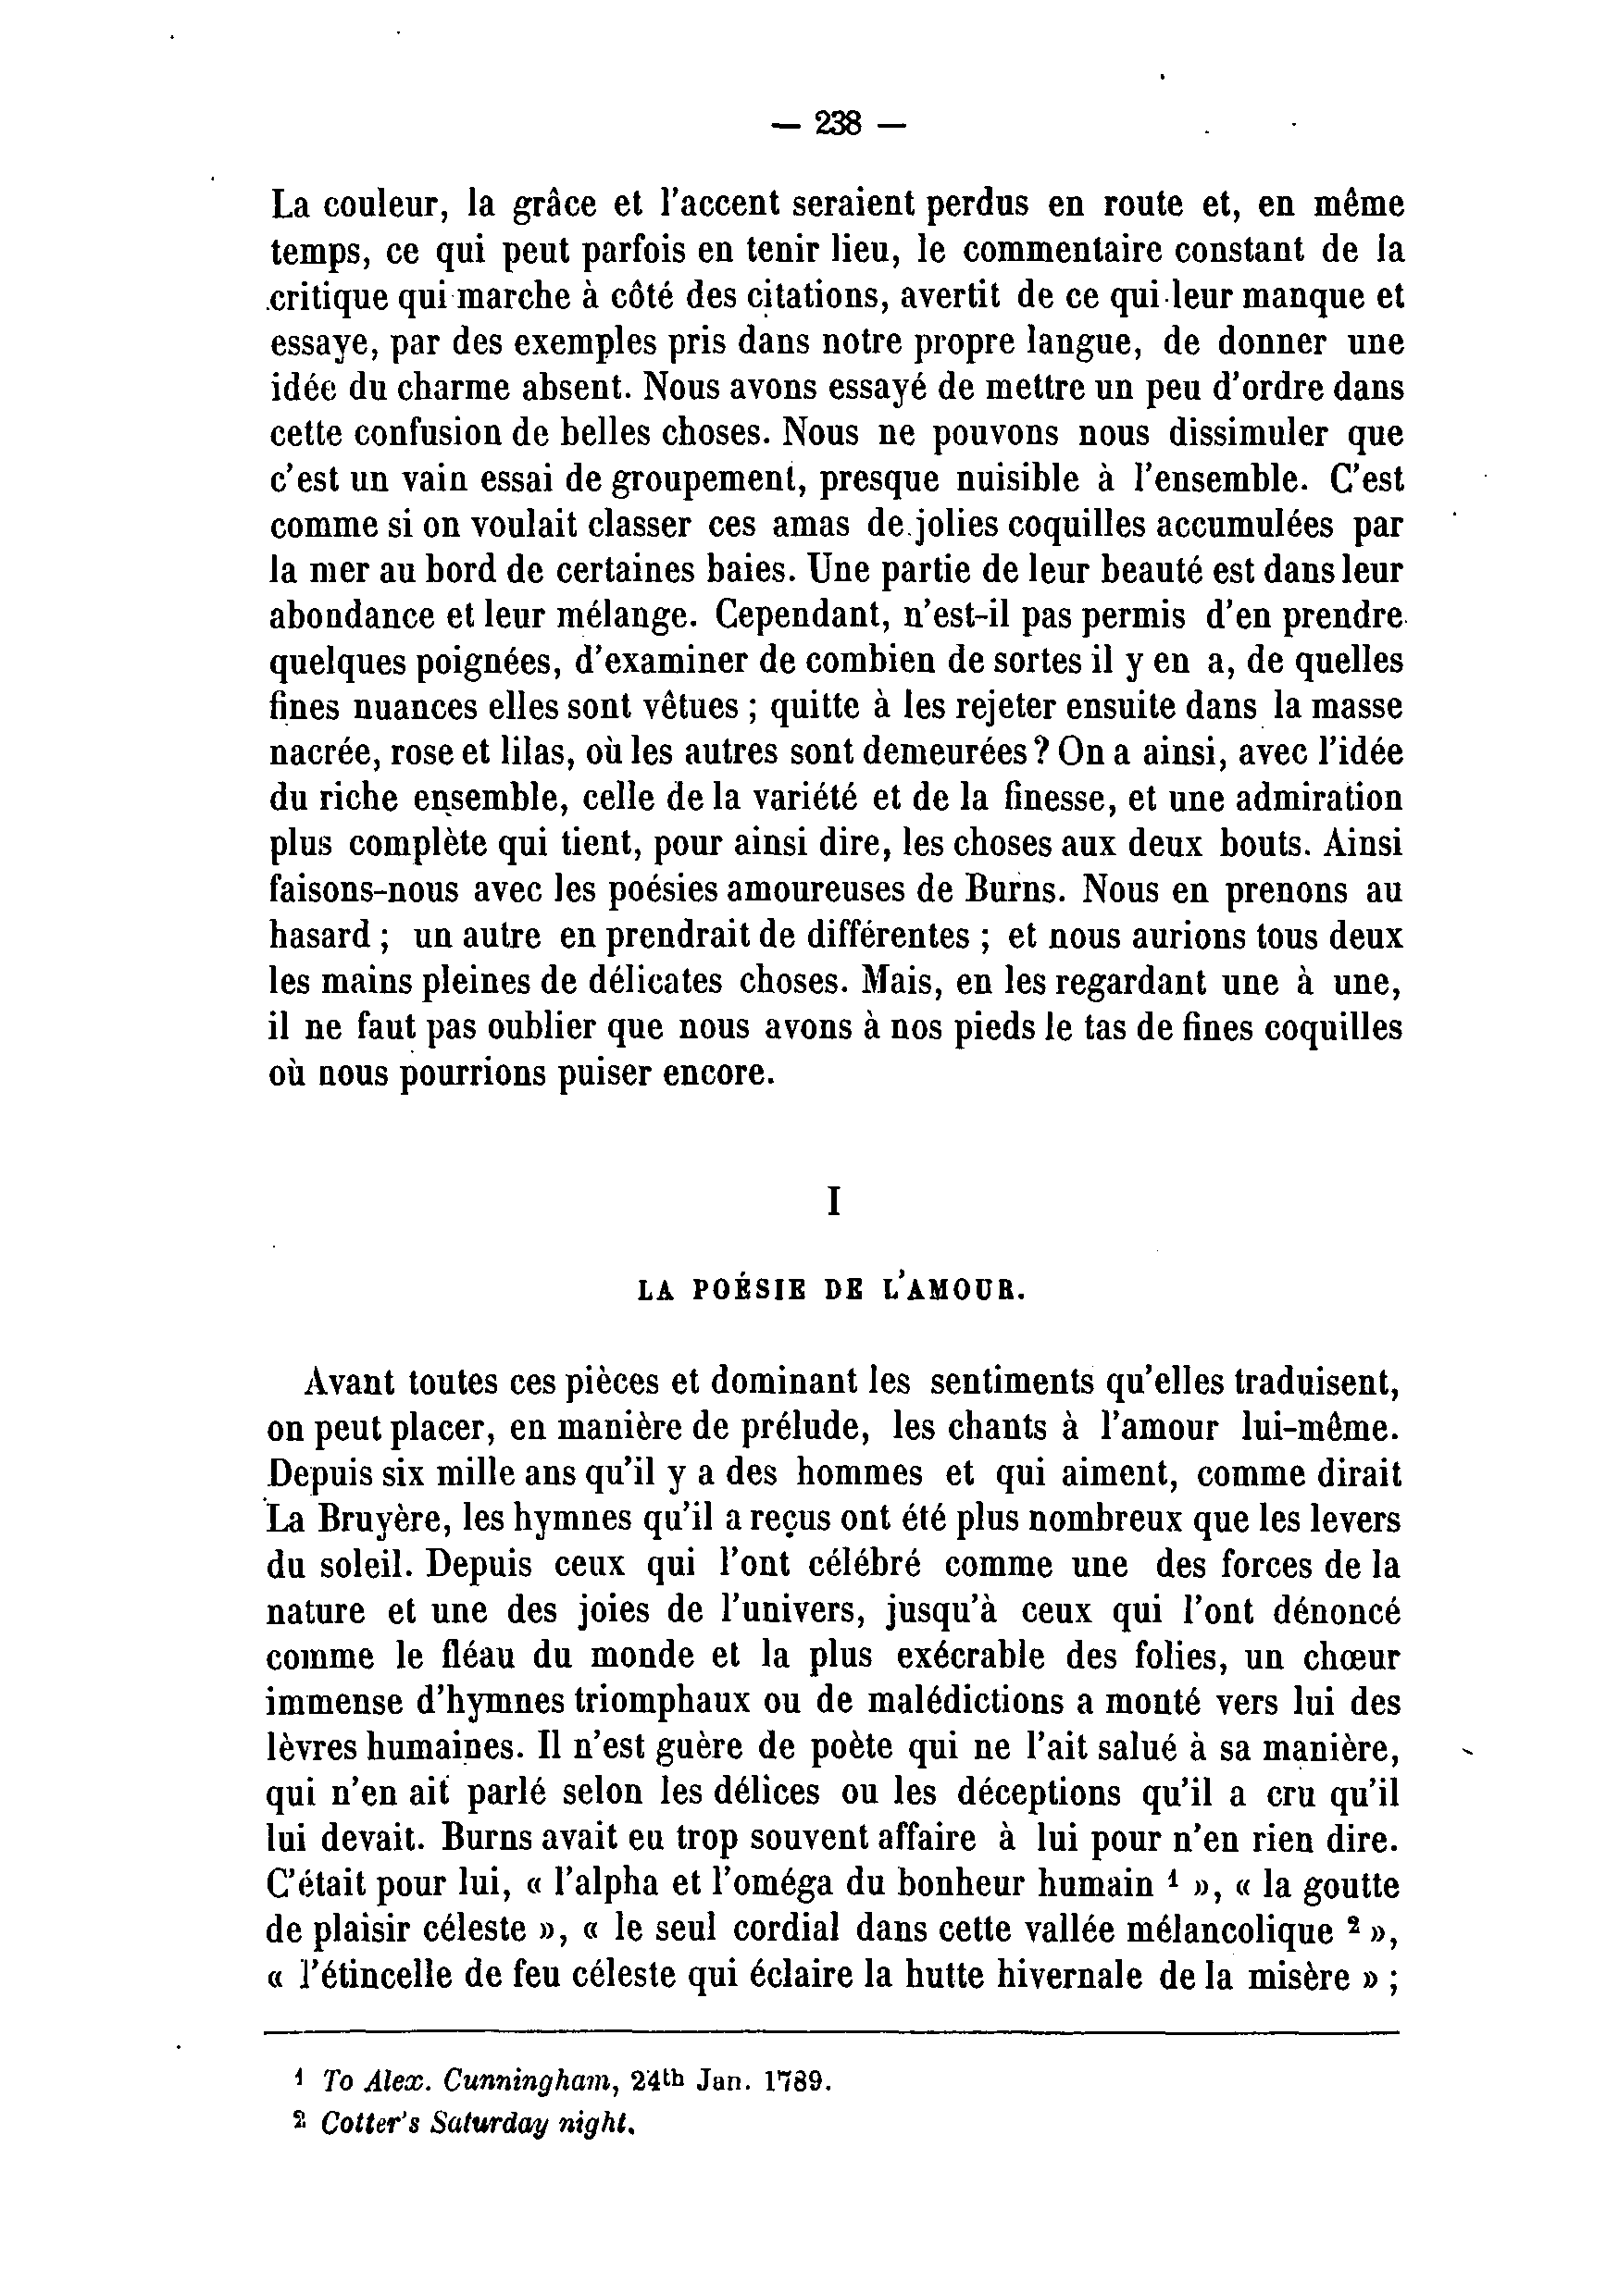 — 238 —
La couleur, la grâce et l'accent seraient perdus en route et, en même
temps, ce qui peut parfois en tenir lieu, le commentaire constant de la
critique qui marche à côté des citations, avertit de ce qui leur manque et
essaye, par des exemples pris dans notre propre langue, de donner une
idée du charme absent. Nous avons essayé de mettre un peu d'ordre dans
cette confusion de belles choses. Nous ne pouvons nous dissimuler que
c'est un vain essai de groupement, presque nuisible à l'ensemble. C'est
comme si on voulait classer ces amas de jolies coquilles accumulées par
la mer au bord de certaines baies. Une partie de leur beauté est dans leur
abondance et leur mélange. Cependant, n'est-il pas permis d'en prendre
quelques poignées, d'examiner de combien de sortes il y en a, de quelles
fines nuances elles sont vêtues ; quitte à les rejeter ensuite dans la masse
nacrée, rose et lilas, où les autres sont demeurées ? On a ainsi, avec l'idée
du riche ensemble, celle de la variété et de la finesse, et une admiration
plus complète qui tient, pour ainsi dire, les choses aux deux bouts. Ainsi
faisons-nous avec les poésies amoureuses de Burns. Nous en prenons au
hasard ; un autre en prendrait de différentes ; et nous aurions tous deux
les mains pleines de délicates choses. Mais, en les regardant une à une,
il ne faut pas oublier que nous avons à nos pieds le tas de fines coquilles
où nous pourrions puiser encore.
I
LA POÉSIE DE L'AMOUR.
Avant toutes ces pièces et dominant les sentiments qu'elles traduisent,
on peut placer, en manière de prélude, les chants à l'amour lui-même.
Depuis six mille ans qu'il y a des hommes et qui aiment, comme dirait
La Bruyère, les hymnes qu'il a reçus ont été plus nombreux que les levers
du soleil. Depuis ceux qui l'ont célébré comme une des forces de la
nature et une des joies de l'univers, jusqu'à ceux qui l'ont dénoncé
comme le fléau du monde et la plus exécrable des folies, un chœur
immense d'hymnes triomphaux ou de malédictions a monté vers lui des
lèvres humaines. Il n'est guère de poète qui ne l'ait salué à sa manière,
qui n'en ait parlé selon les délices ou les déceptions qu'il a cru qu'il
lui devait. Burns avait eu trop souvent affaire à lui pour n'en rien dire.
C'était pour lui, « l'alpha et l'oméga du bonheur humain ¹ », « la goutte
de plaisir céleste », « le seul cordial dans cette vallée mélancolique ² »,
« l'étincelle de feu céleste qui éclaire la hutte hivernale de la misère » ;
¹ To Alex. Cunningham, 24th Jan. 1789.
² Cotter's Saturday night.